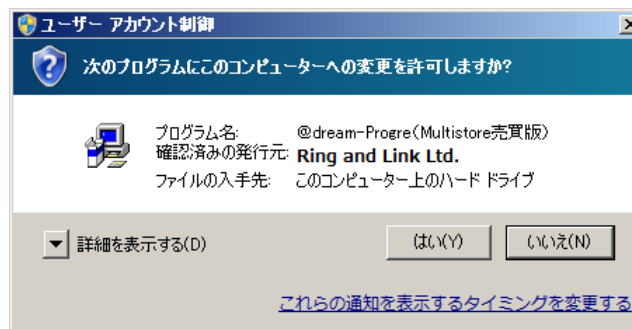 ユーザー アカウント制御
次のプログラムにこのコンピューターへの変更を許可しますか?
プログラム名: @dream-Progre(Multistore売買版)
確認済みの発行元: Ring and Link Ltd.
ファイルの入手先: このコンピューター上のハード ドライブ
詳細を表示する(D)
はい(Y)
いいえ(N)
これらの通知を表示するタイミングを変更する